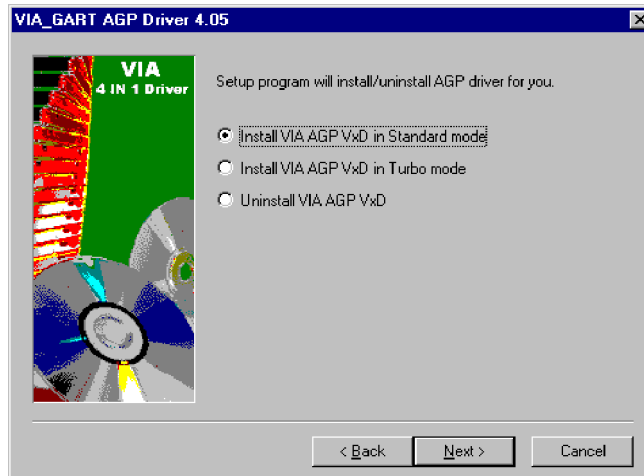 VIA_GART AGP Driver 4.05
VIA
4 IN 1 Driver
Setup program will install/uninstall AGP driver for you.
Install VIA AGP VxD in Standard mode
Install VIA AGP VxD in Turbo mode
Uninstall VIA AGP VxD
< Back
Next >
Cancel